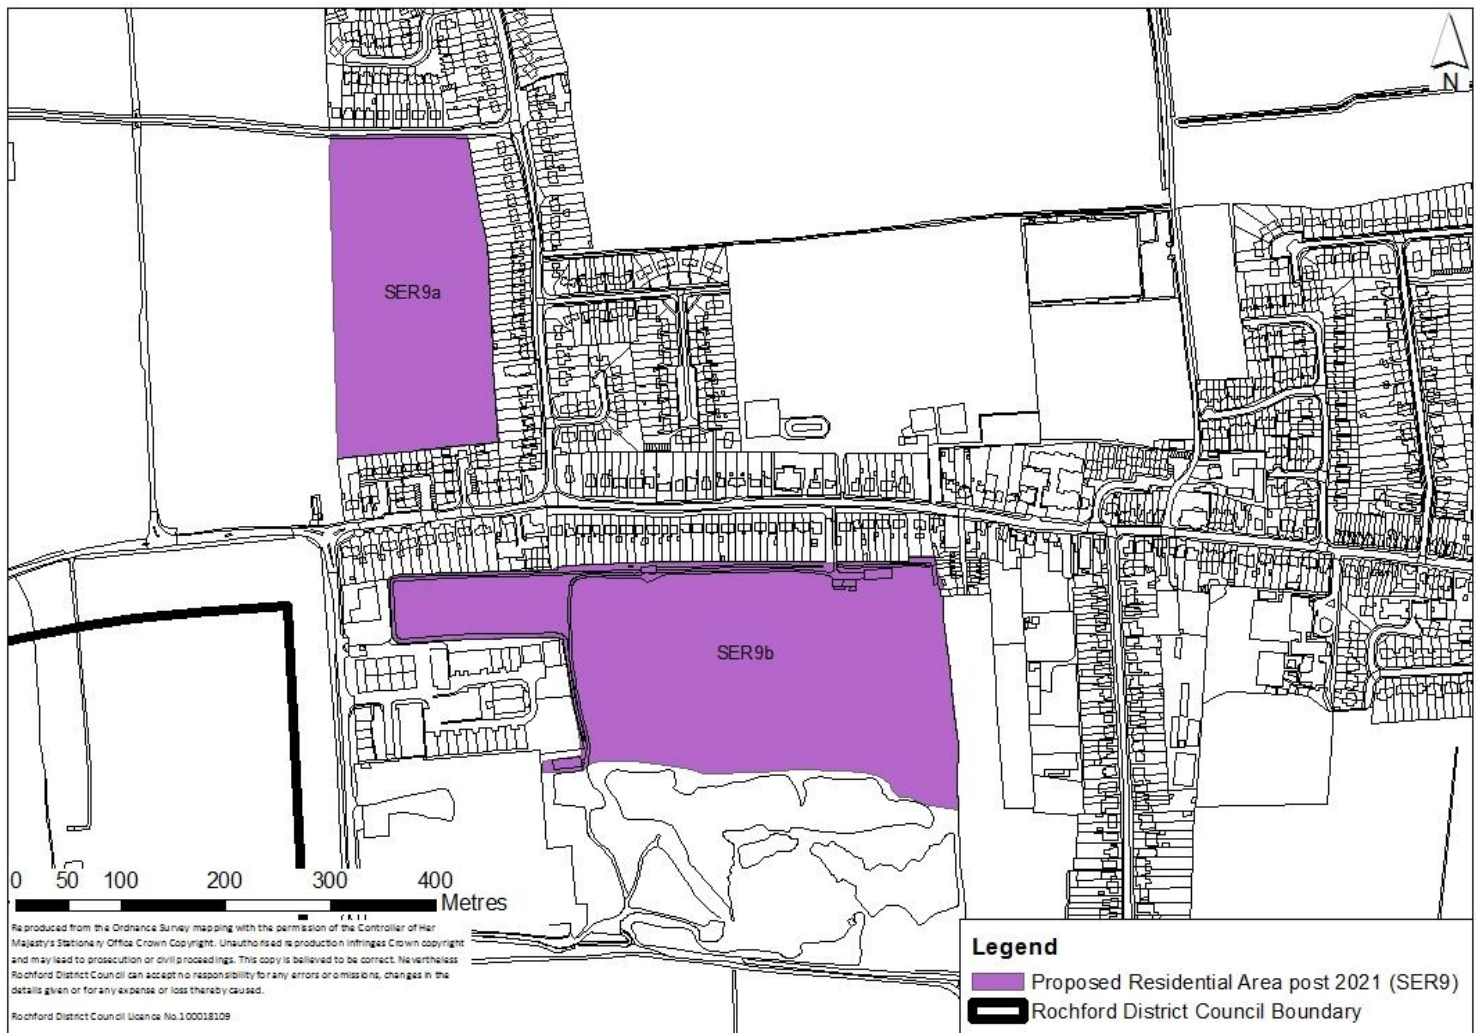 N
SER9a
SER9b
0 50 100 200 300 400
Metres
Reproduced from the Ordnance Survey mapping with the permission of the Controller of Her
Majesty's Stationery Office Crown Copyright. Unauthorised reproduction infringes Crown copyright
and may lead to prosecution or civil proceedings. This copy is believed to be correct. Nevertheless
Rochford District Council can accept no responsibility for any errors or omissions, changes in the
details given or for any expense or loss thereby caused.
Rochford District Council Licence No.100018109
Legend
Proposed Residential Area post 2021 (SER9)
Rochford District Council Boundary